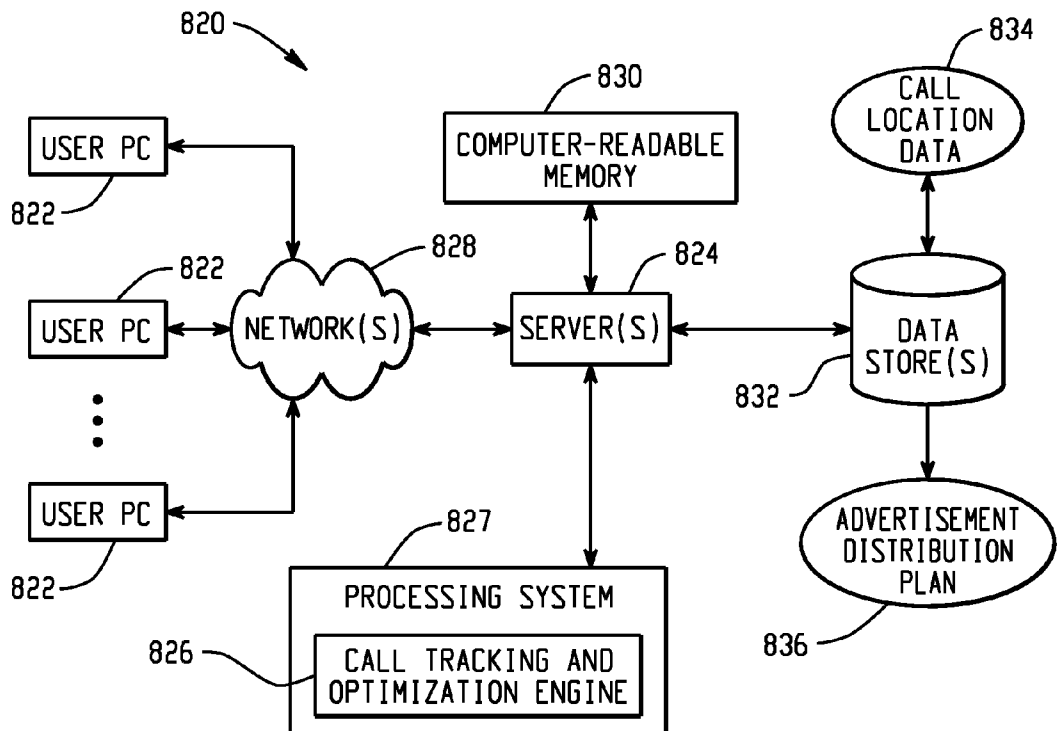 820
834
830
CALL
LOCATION
DATA
USER PC
822
COMPUTER-READABLE
MEMORY
828
824
822
USER PC
NETWORK(S)
SERVER(S)
DATA
STORE(S)
832
USER PC
822
827
PROCESSING SYSTEM
826
CALL TRACKING AND
OPTIMIZATION ENGINE
ADVERTISEMENT
DISTRIBUTION
PLAN
836